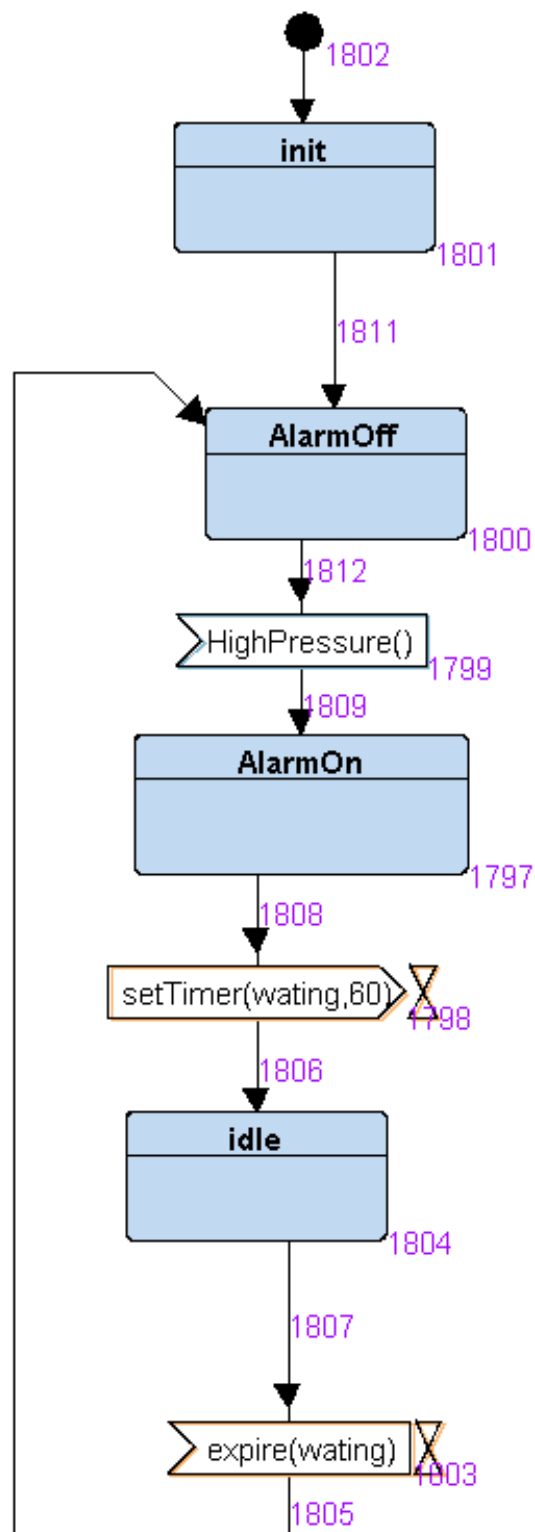 1802
init
1801
1811
AlarmOff
1800
1812
HighPressure()
1799
1809
AlarmOn
1797
1808
setTimer(wating,60)
1798
1806
idle
1804
1807
expire(wating)
1803
1805